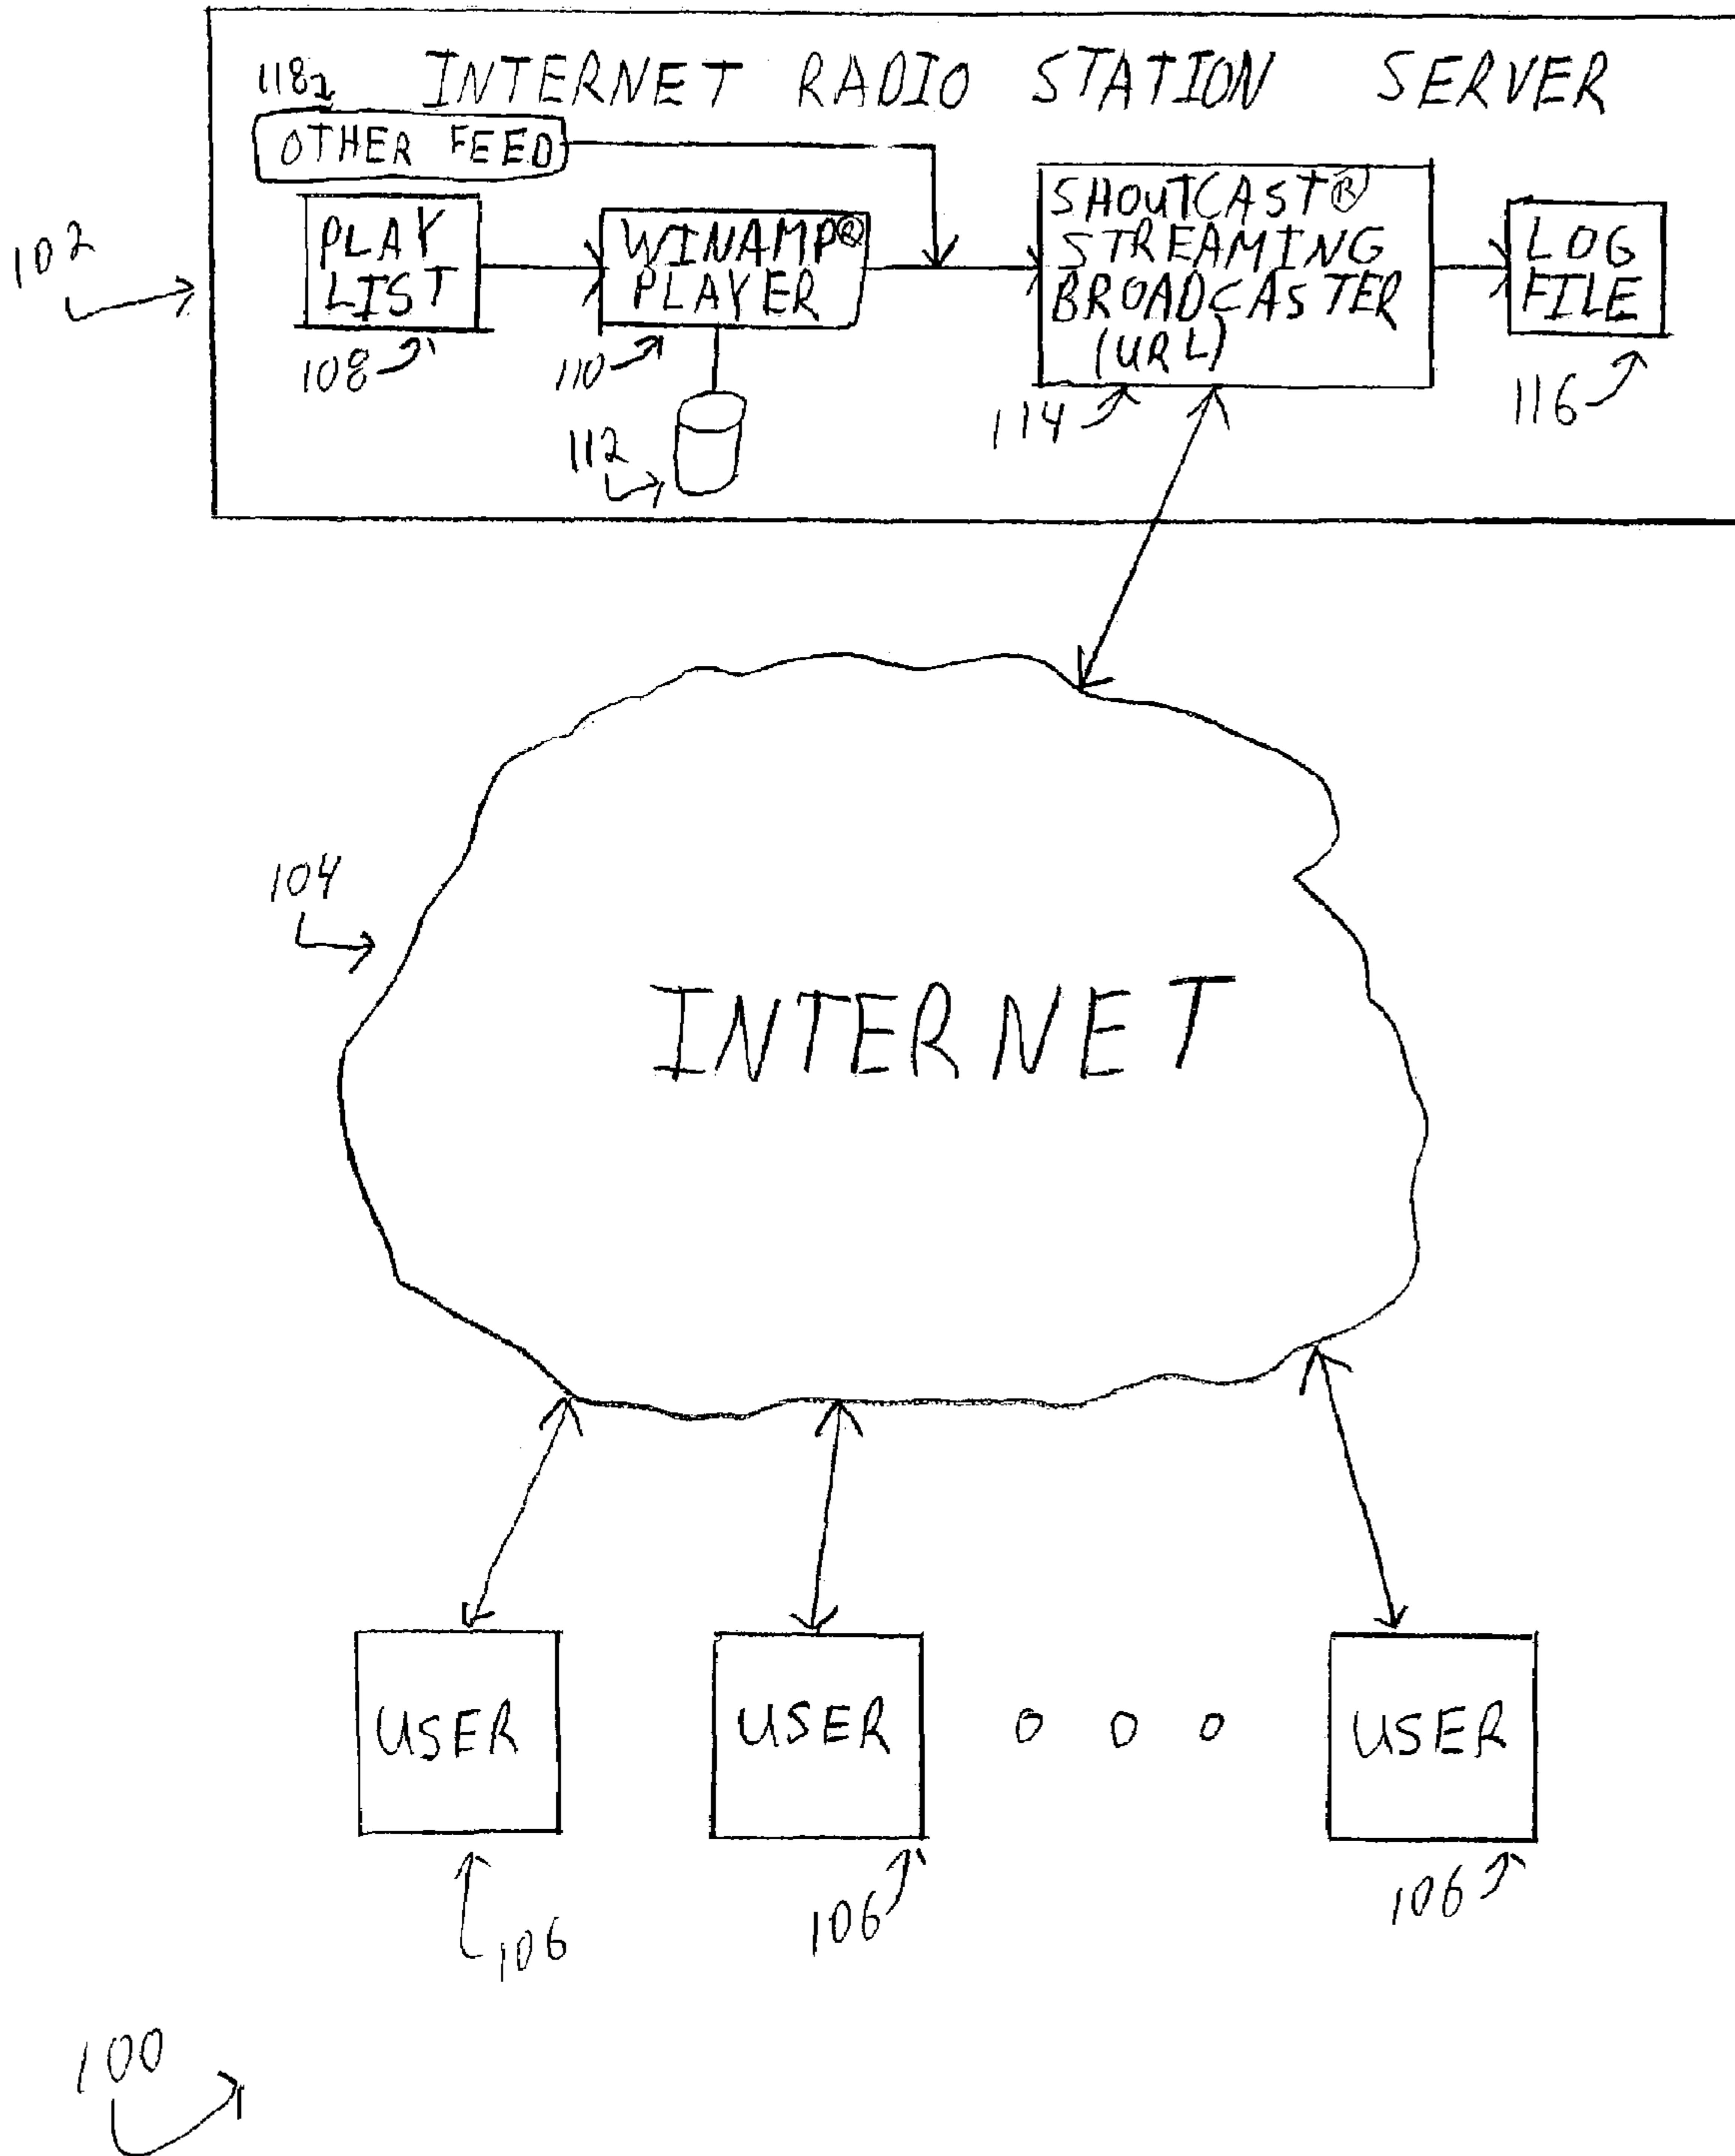 INTERNET RADIO STATION SERVER
118
OTHER FEED
PLAY
LIST
WINAMP®
PLAYER
SHOUTCAST®
STREAMING
BROADCASTER
(URL)
LOG
FILE
102
108
110
112
114
116
104
INTERNET
USER
USER
o o o
USER
106
106
106
100